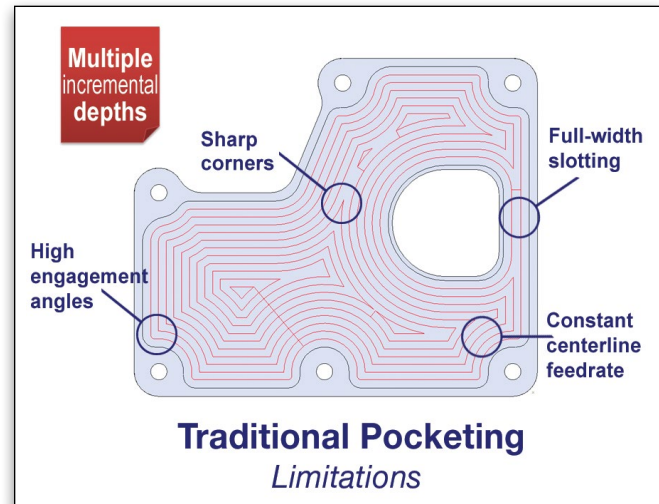 Multiple
incremental
depths
Sharp
corners
Full-width
slotting
High
engagement
angles
Constant
centerline
feedrate
Traditional Pocketing
Limitations